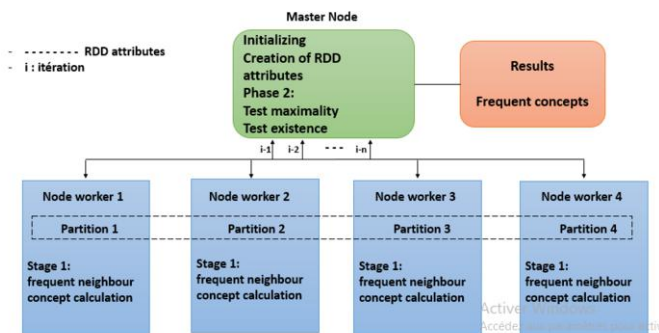 Master Node
- -------- RDD attributes
- i : itération
Initializing
Creation of RDD
attributes
Phase 2:
Test maximality
Test existence
Results
Frequent concepts
i-1
i-2
---
i-n
Node worker 1
Partition 1
Stage 1:
frequent neighbour
concept calculation
Node worker 2
Partition 2
Stage 1:
frequent neighbour
concept calculation
Node worker 3
Partition 3
Stage 1:
frequent neighbour
concept calculation
Node worker 4
Partition 4
Stage 1:
frequent neighbour
concept calculation
Activer Windows
Accédez